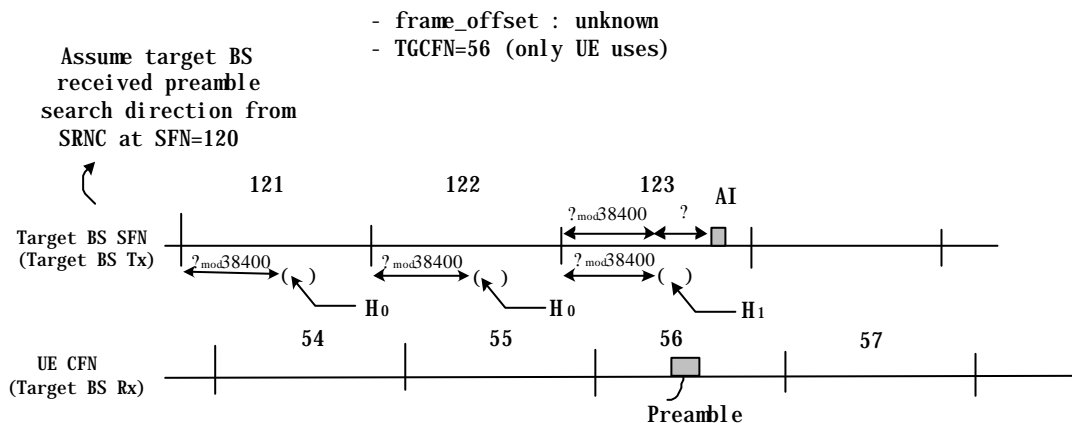 - frame_offset : unknown
- TGCFN=56 (only UE uses)
Assume target BS
received preamble
search direction from
SRNC at SFN=120
121
122
123
AI
?mod38400
?
Target BS SFN
(Target BS Tx)
?mod38400
( )
?mod38400
( )
?mod38400
( )
H0
H0
H1
54
55
56
57
UE CFN
(Target BS Rx)
Preamble